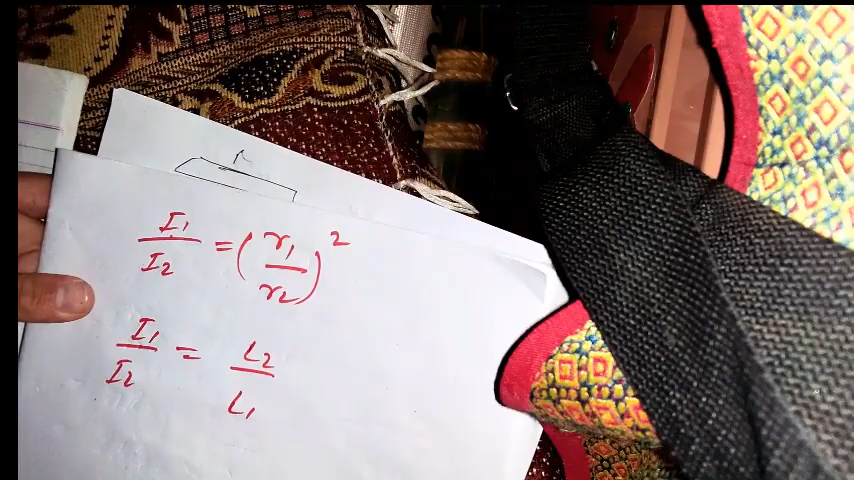 I₁/I₂ = (r₁/r₂)²
I₁/I₂ = L₂/L₁